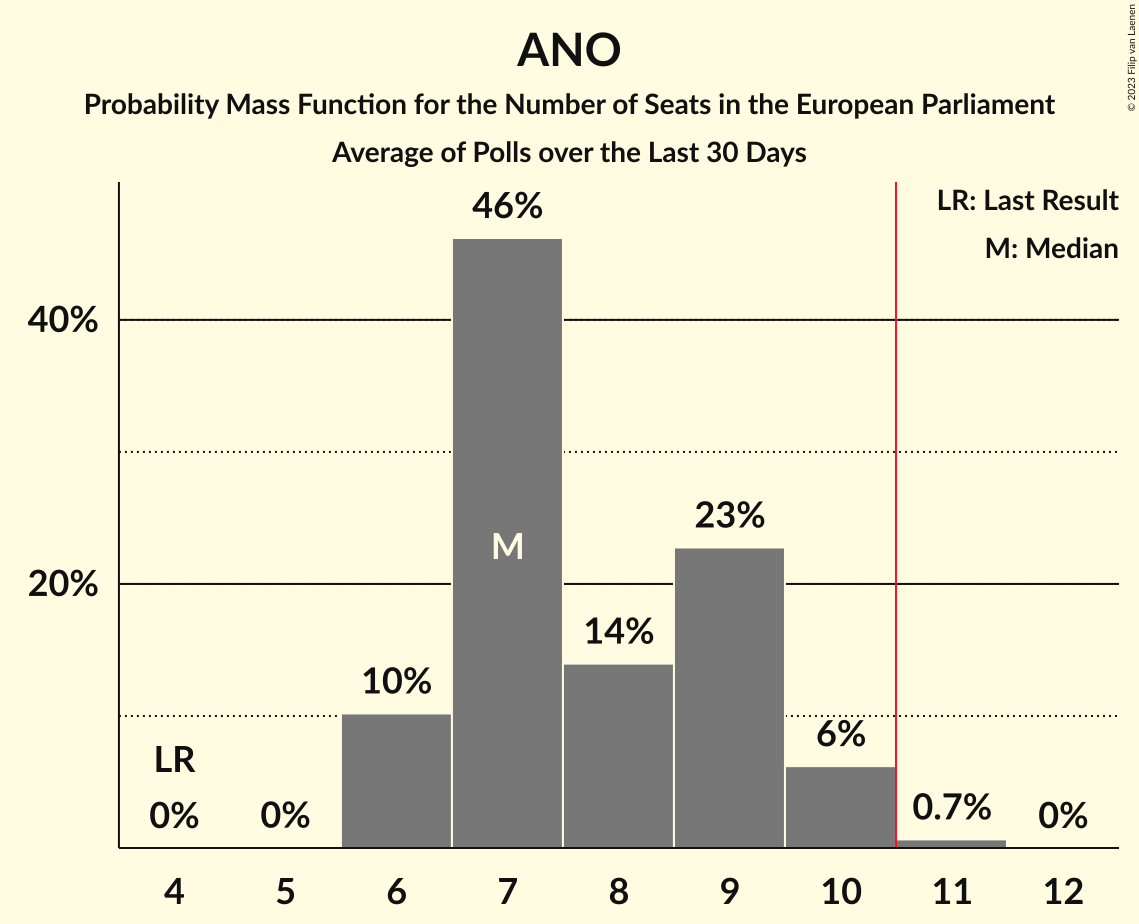 ANO
Probability Mass Function for the Number of Seats in the European Parliament
Average of Polls over the Last 30 Days
© 2023 Filip van Laenen
LR: Last Result
M: Median
46%
40%
23%
M
20%
14%
10%
6%
LR
0%
0%
0.7%
0%
4 5 6 7 8 9 10 11 12